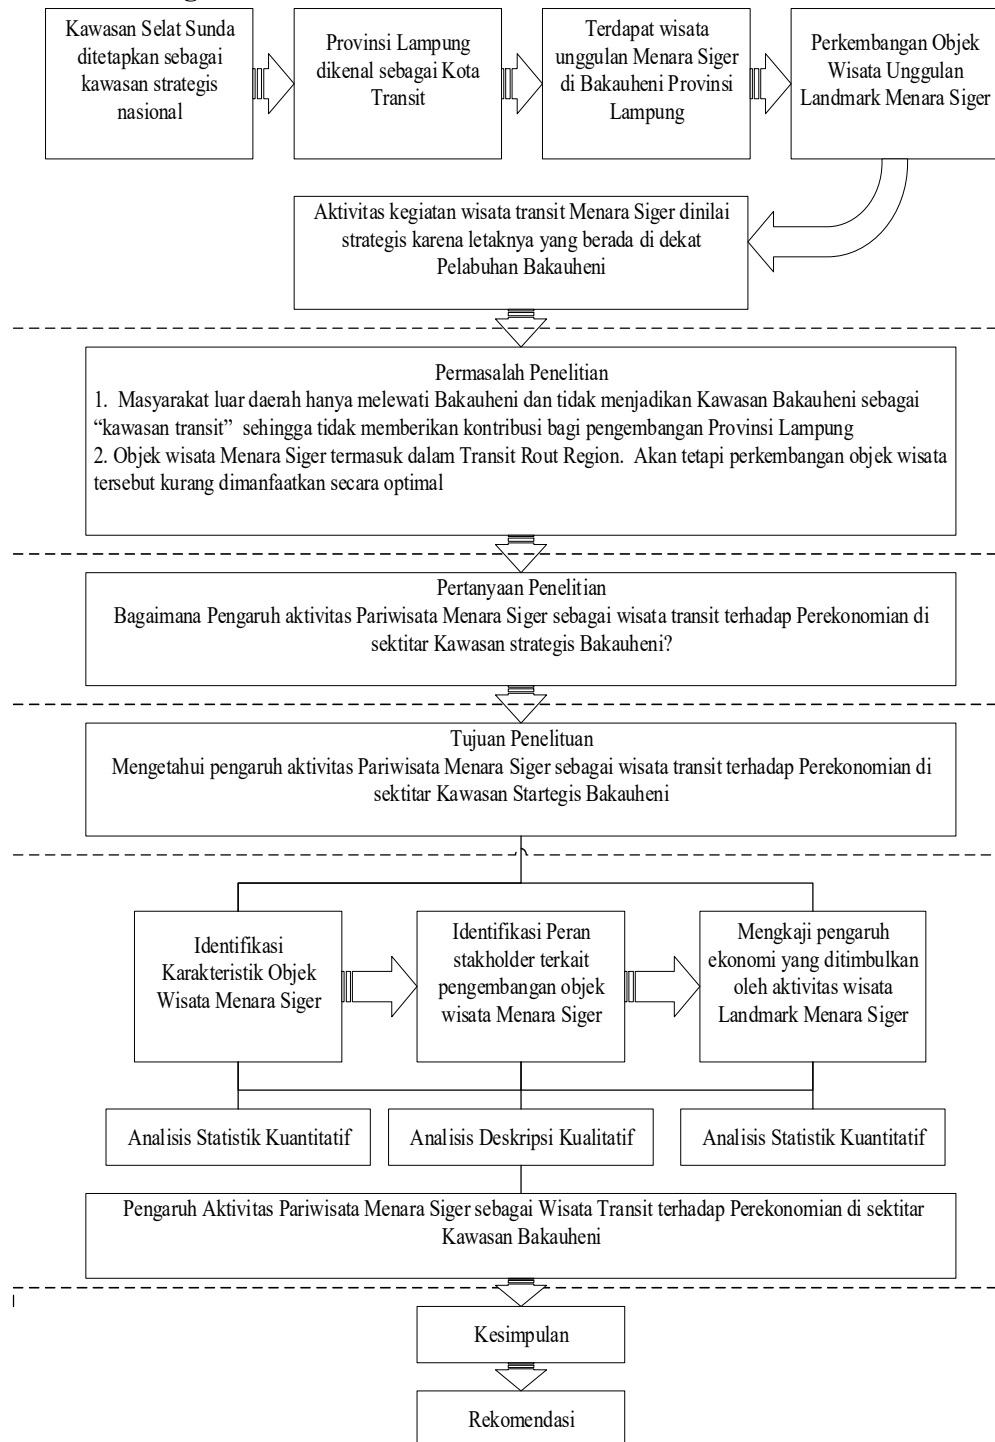 Kawasan Selat Sunda
ditetapkan sebagai
kawasan strategis
nasional
Provinsi Lampung
dikenal sebagai Kota
Transit
Terdapat wisata
unggulan Menara Siger
di Bakauheni Provinsi
Lampung
Perkembangan Objek
Wisata Unggulan
Landmark Menara Siger
Aktivitas kegiatan wisata transit Menara Siger dinilai
strategis karena letaknya yang berada di dekat
Pelabuhan Bakauheni
Permasalah Penelitian
1. Masyarakat luar daerah hanya melewati Bakauheni dan tidak menjadikan Kawasan Bakauheni sebagai
“kawasan transit” sehingga tidak memberikan kontribusi bagi pengembangan Provinsi Lampung
2. Objek wisata Menara Siger termasuk dalam Transit Rout Region. Akan tetapi perkembangan objek wisata
tersebut kurang dimanfaatkan secara optimal
Pertanyaan Penelitian
Bagaimana Pengaruh aktivitas Pariwisata Menara Siger sebagai wisata transit terhadap Perekonomian di
sektitar Kawasan strategis Bakauheni?
Tujuan Penelituan
Mengetahui pengaruh aktivitas Pariwisata Menara Siger sebagai wisata transit terhadap Perekonomian di
sektitar Kawasan Startegis Bakauheni
Identifikasi
Karakteristik Objek
Wisata Menara Siger
Identifikasi Peran
stakholder terkait
pengembangan objek
wisata Menara Siger
Mengkaji pengaruh
ekonomi yang ditimbulkan
oleh aktivitas wisata
Landmark Menara Siger
Analisis Statistik Kuantitatif
Analisis Deskripsi Kualitatif
Analisis Statistik Kuantitatif
Pengaruh Aktivitas Pariwisata Menara Siger sebagai Wisata Transit terhadap Perekonomian di sektitar
Kawasan Bakauheni
Kesimpulan
Rekomendasi